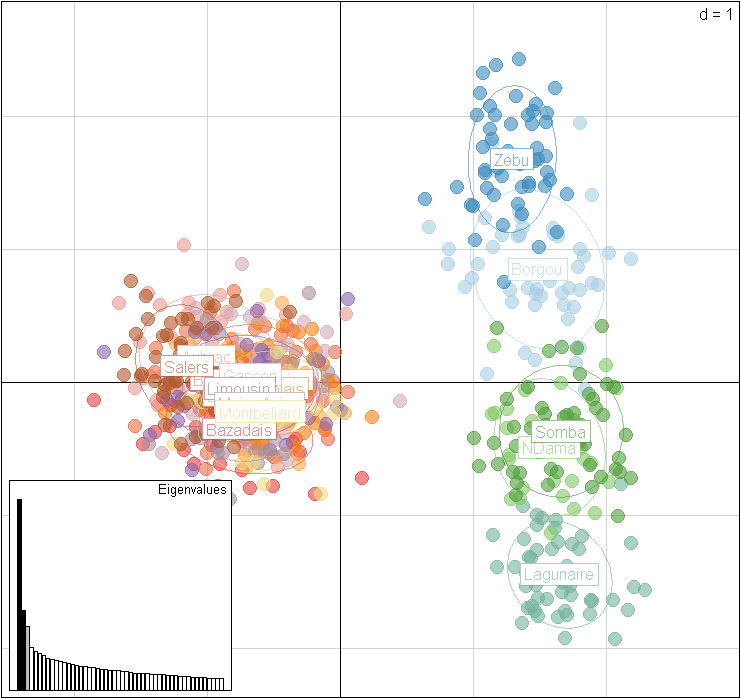 d = 1
Zebu
Borgou
Salers
Limousin
Montbeliard
Bazadais
Somba
NDama
Lagunaire
Eigenvalues